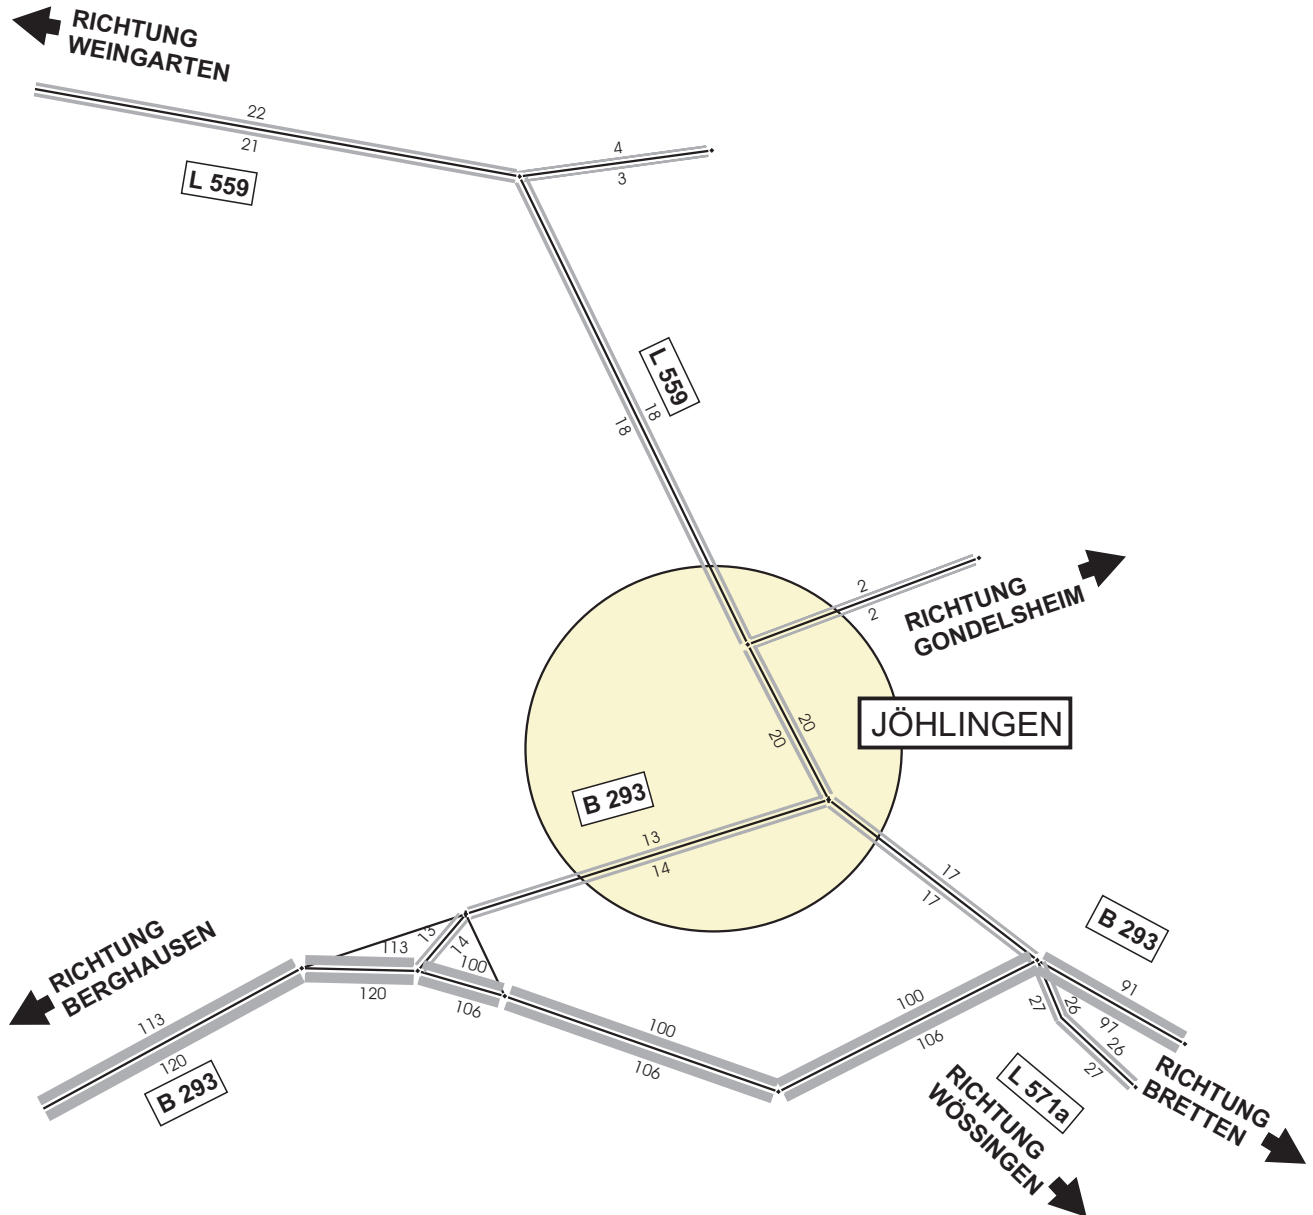 RICHTUNG
WEINGARTEN
22
21
L 559
4
3
L 559
18
18
2
2
RICHTUNG
GONDELSHEIM
JÖHLINGEN
20
20
B 293
13
14
17
17
B 293
RICHTUNG
BERGHAUSEN
113
13
14
100
120
106
113
120
B 293
100
106
100
106
91
97
27
26
26
27
L 571a
RICHTUNG
WÖSSINGEN
RICHTUNG
BRETTEN